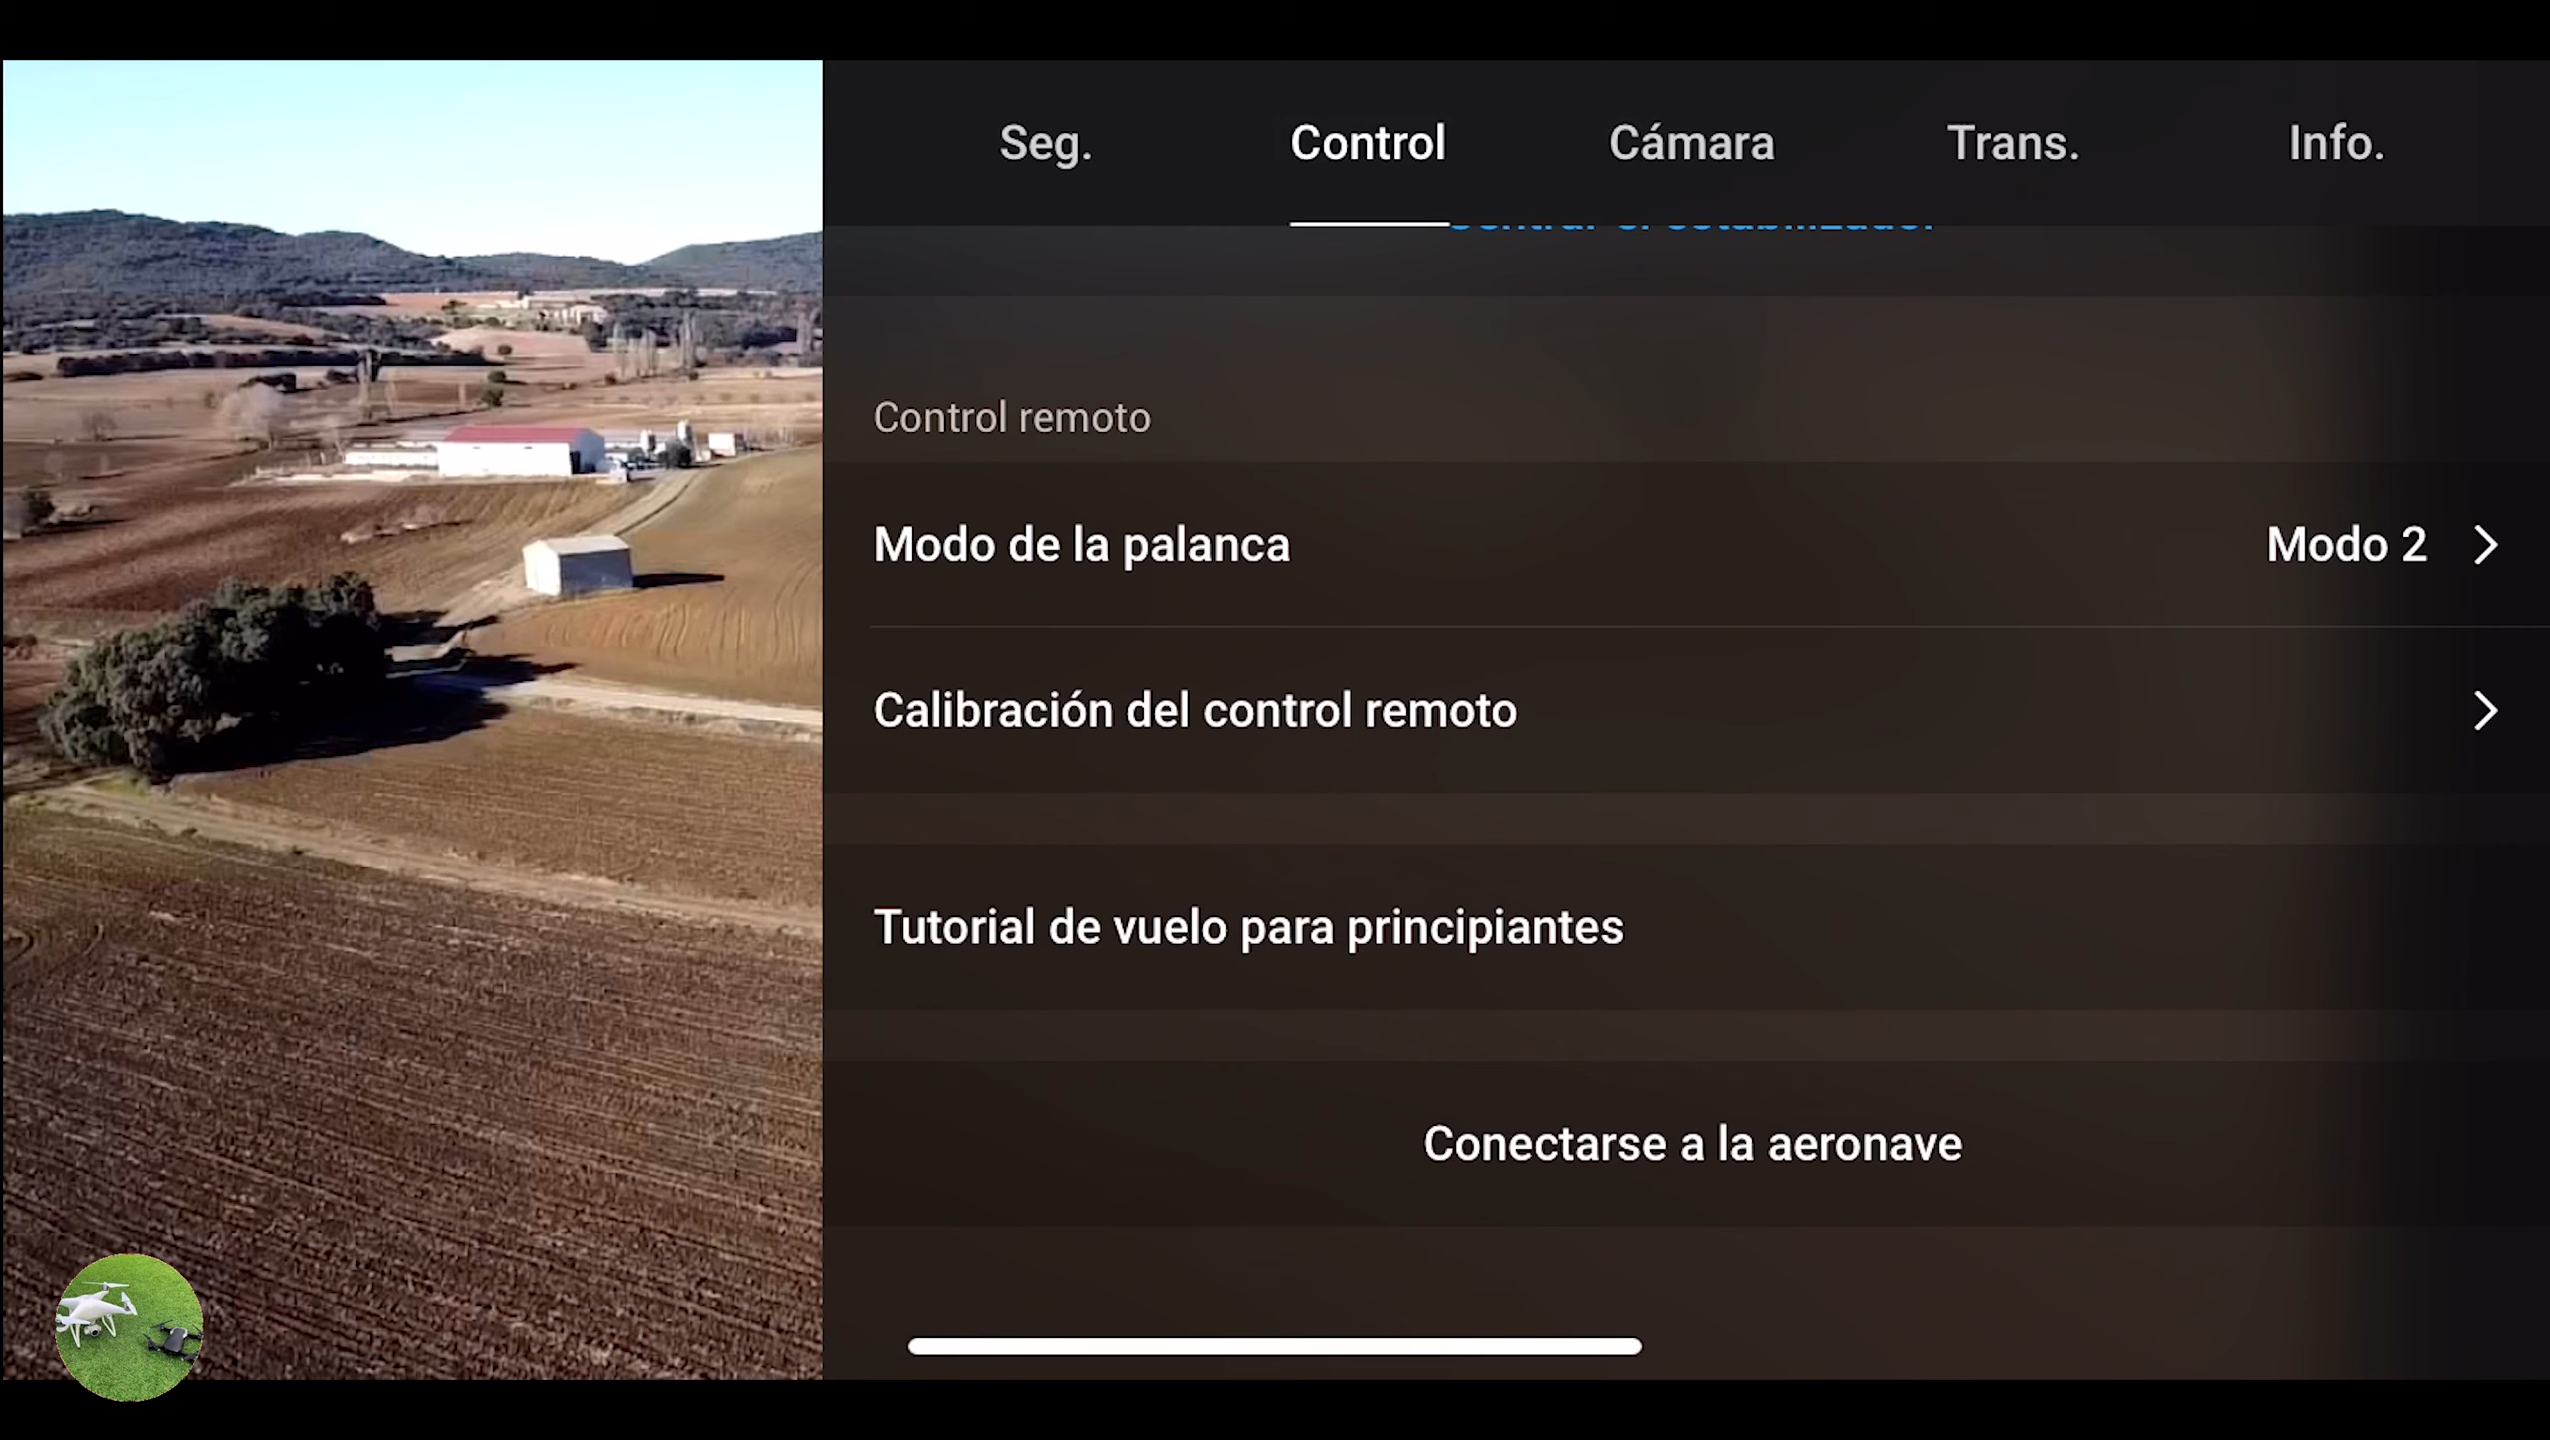 Seg.
Control
Cámara
Trans.
Info.
Control remoto
Modo de la palanca
Modo 2
Calibración del control remoto
Tutorial de vuelo para principiantes
Conectarse a la aeronave